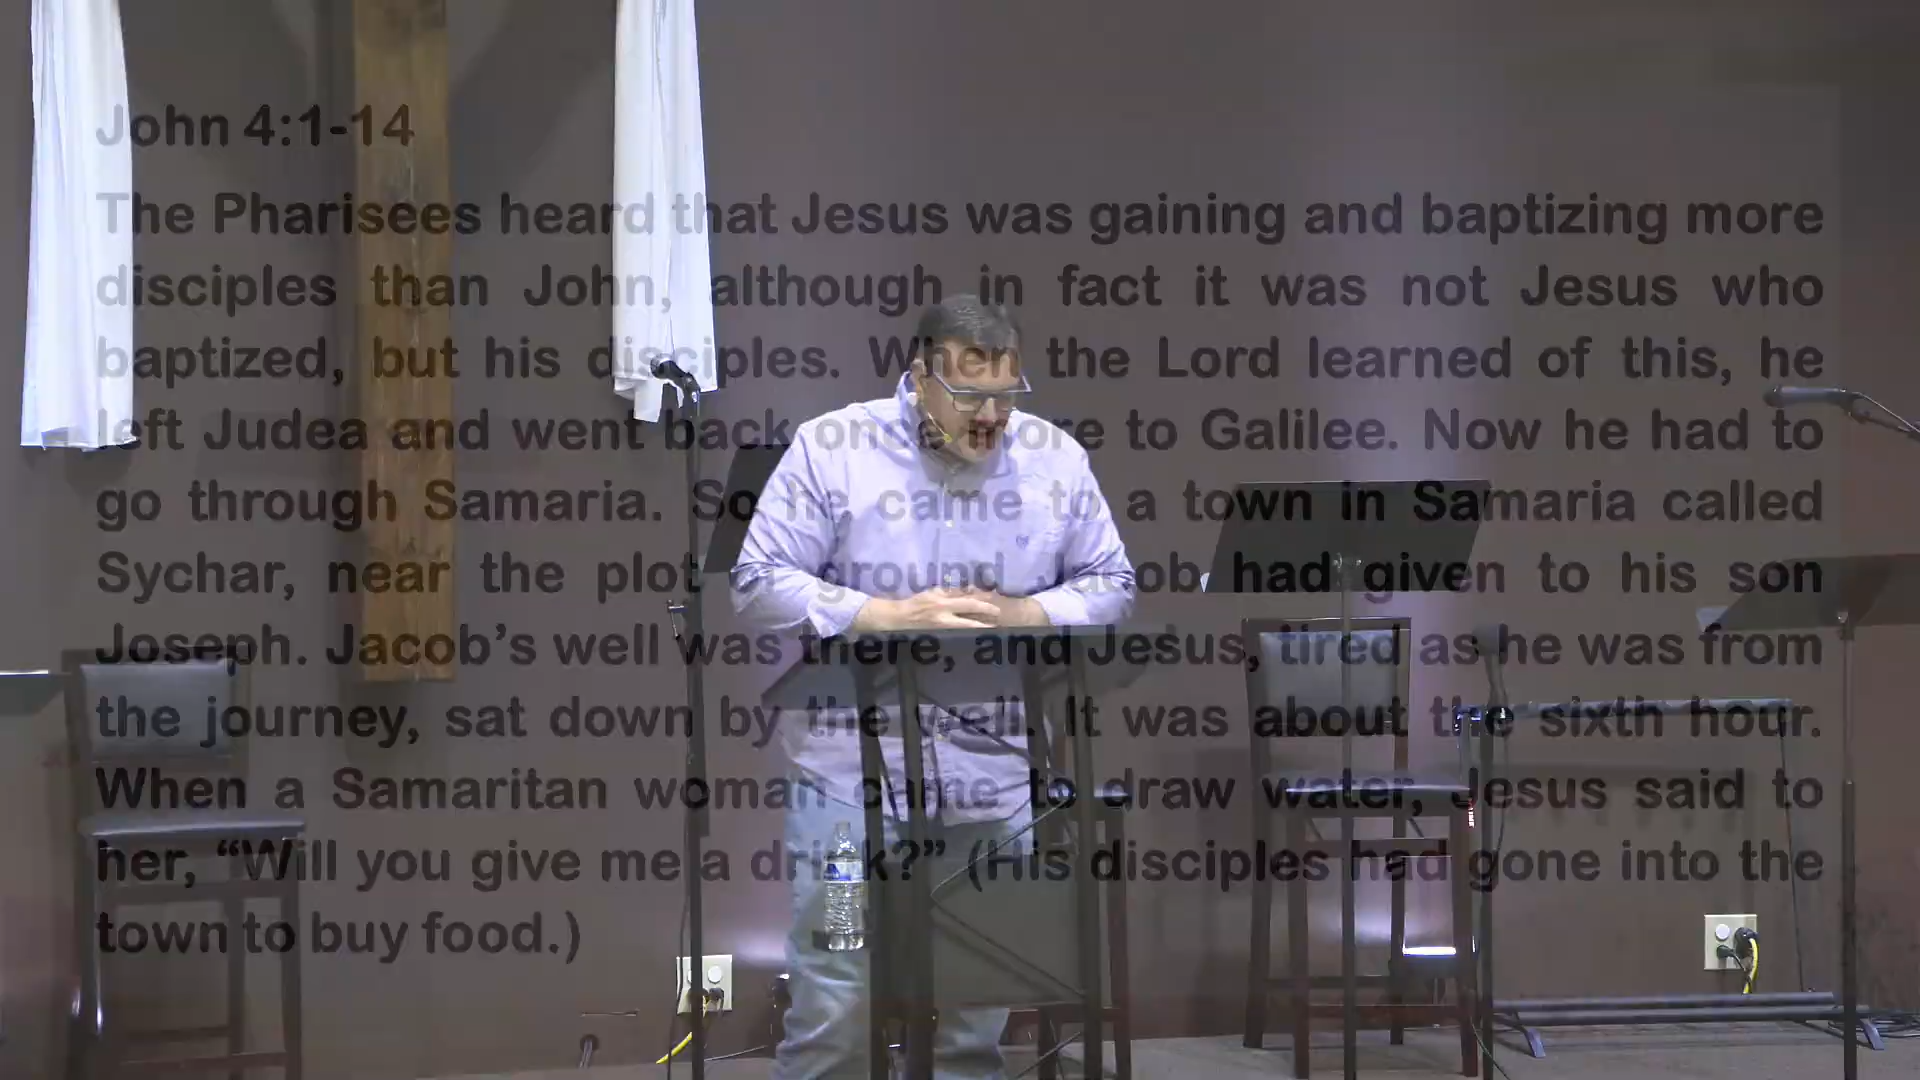 John 4:1-14
The Pharisees heard that Jesus was gaining and baptizing more
disciples than John, although in fact it was not Jesus who
baptized, but his disciples. When the Lord learned of this, he
left Judea and went back once more to Galilee. Now he had to
go through Samaria. So he came to a town in Samaria called
Sychar, near the plot of ground Jacob had given to his son
Joseph. Jacob’s well was there, and Jesus, tired as he was from
the journey, sat down by the well. It was about the sixth hour.
When a Samaritan woman came to draw water, Jesus said to
her, “Will you give me a drink?” (His disciples had gone into the
town to buy food.)